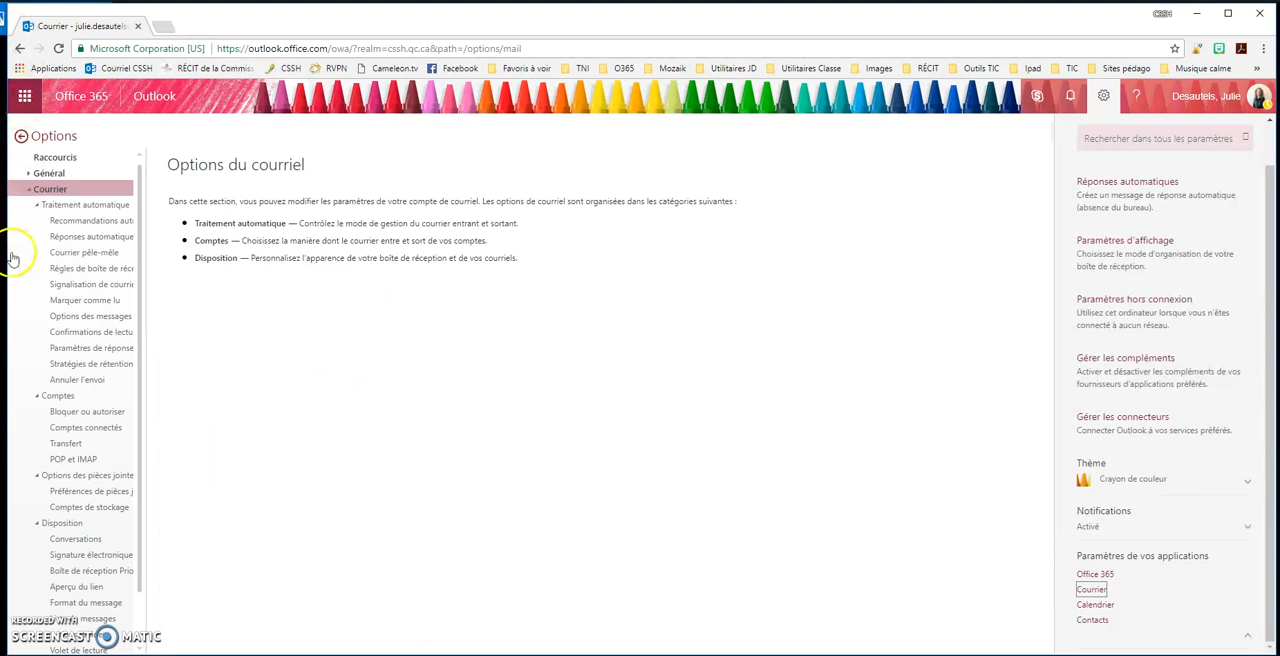 CSSH
Courrier - julie.desautels
Microsoft Corporation [US] https://outlook.office.com/owa/?realm=cssh.qc.ca&path=/options/mail
Applications Courriel CSSH RÉCIT de la Commiss CSSH RVPN Cameleon.tv Facebook Favoris à voir TNI O365 Mozaik Utilitaires JD Utilitaires Classe Images RÉCIT Outils TIC Ipad TIC Sites pédago Musique calme »
Office 365 Outlook ? Desautels, Julie
Options
Raccourcis
Général
Courrier
Traitement automatique
Recommandations auto
Réponses automatique
Courrier pêle-mêle
Règles de boîte de réce
Signalisation de courrie
Marquer comme lu
Options des messages
Confirmations de lectu
Paramètres de réponse
Stratégies de rétention
Annuler l'envoi
Comptes
Bloquer ou autoriser
Comptes connectés
Transfert
POP et IMAP
Options des pièces jointe
Préférences de pièces j
Comptes de stockage
Disposition
Conversations
Signature électronique
Boîte de réception Prio
Aperçu du lien
Format du message
messages
Volet de lecture
RECORDED WITH
SCREENCAST MATIC
Options du courriel
Dans cette section, vous pouvez modifier les paramètres de votre compte de courriel. Les options de courriel sont organisées dans les catégories suivantes :
Traitement automatique — Contrôlez le mode de gestion du courrier entrant et sortant.
Comptes — Choisissez la manière dont le courrier entre et sort de vos comptes.
Disposition — Personnalisez l'apparence de votre boîte de réception et de vos courriels.
Rechercher dans tous les paramètres
Réponses automatiques
Créez un message de réponse automatique
(absence du bureau).
Paramètres d'affichage
Choisissez le mode d'organisation de votre
boîte de réception.
Paramètres hors connexion
Utilisez cet ordinateur lorsque vous n'êtes
connecté à aucun réseau.
Gérer les compléments
Activer et désactiver les compléments de vos
fournisseurs d'applications préférés.
Gérer les connecteurs
Connecter Outlook à vos services préférés.
Thème
Crayon de couleur
Notifications
Activé
Paramètres de vos applications
Office 365
Courrier
Calendrier
Contacts